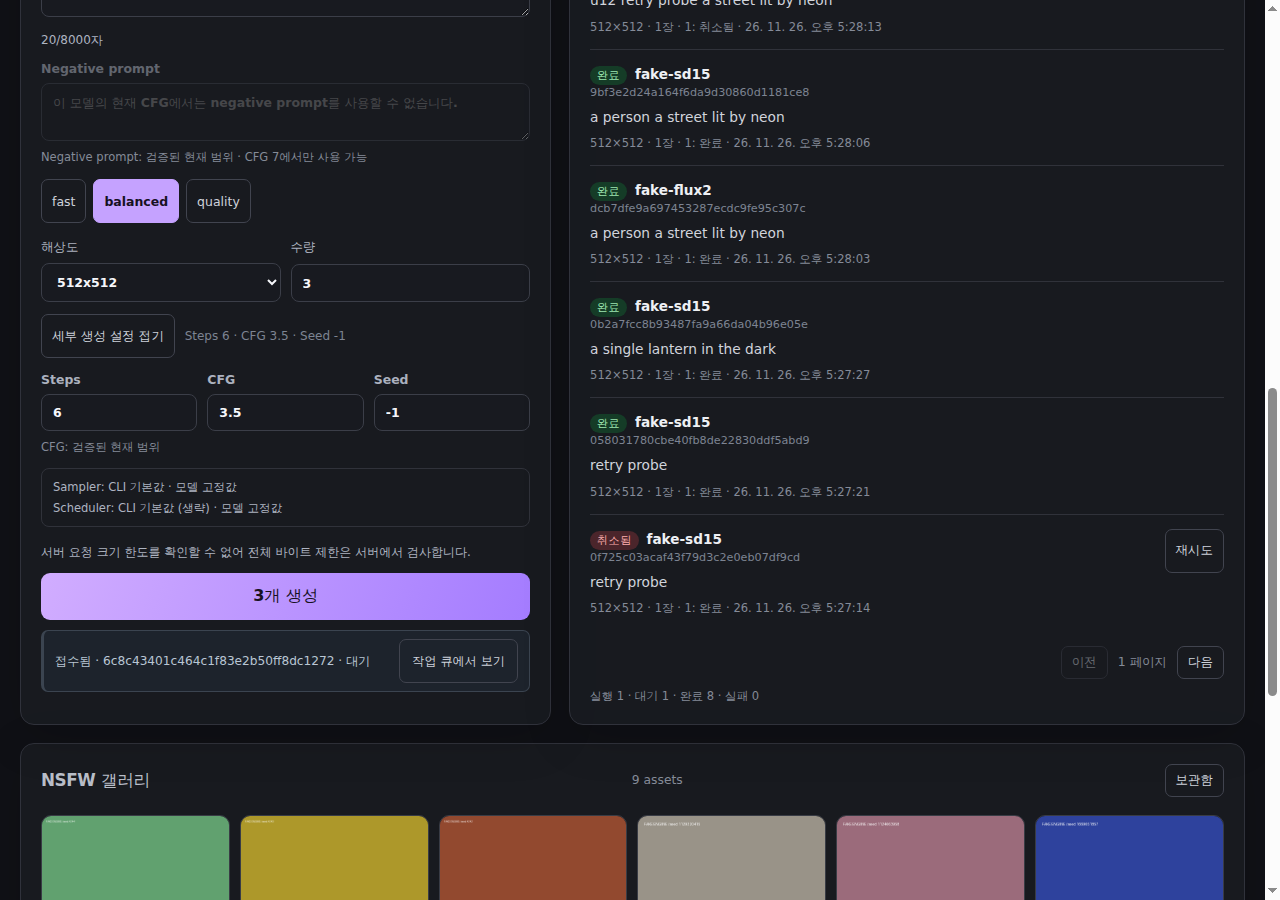 20/8000자
Negative prompt
이 모델의 현재 CFG에서는 negative prompt를 사용할 수 없습니다.
Negative prompt: 검증된 현재 범위 · CFG 7에서만 사용 가능
fast
balanced
quality
해상도
수량
512x512
3
세부 생성 설정 접기
Steps 6 · CFG 3.5 · Seed -1
Steps
CFG
Seed
6
3.5
-1
CFG: 검증된 현재 범위
Sampler: CLI 기본값 · 모델 고정값
Scheduler: CLI 기본값 (생략) · 모델 고정값
서버 요청 크기 한도를 확인할 수 없어 전체 바이트 제한은 서버에서 검사합니다.
3개 생성
접수됨 · 6c8c43401c464c1f83e2b50ff8dc1272 · 대기
작업 큐에서 보기
u12 retry probe a street lit by neon
512×512 · 1장 · 1: 취소됨 · 26. 11. 26. 오후 5:28:13
완료 fake-sd15
9bf3e2d24a164f6da9d30860d1181ce8
a person a street lit by neon
512×512 · 1장 · 1: 완료 · 26. 11. 26. 오후 5:28:06
완료 fake-flux2
dcb7dfe9a697453287ecdc9fe95c307c
a person a street lit by neon
512×512 · 1장 · 1: 완료 · 26. 11. 26. 오후 5:28:03
완료 fake-sd15
0b2a7fcc8b93487fa9a66da04b96e05e
a single lantern in the dark
512×512 · 1장 · 1: 완료 · 26. 11. 26. 오후 5:27:27
완료 fake-sd15
058031780cbe40fb8de22830ddf5abd9
retry probe
512×512 · 1장 · 1: 완료 · 26. 11. 26. 오후 5:27:21
취소됨 fake-sd15
0f725c03acaf43f79d3c2e0eb07df9cd
재시도
retry probe
512×512 · 1장 · 1: 완료 · 26. 11. 26. 오후 5:27:14
이전
1 페이지
다음
실행 1 · 대기 1 · 완료 8 · 실패 0
NSFW 갤러리
9 assets
보관함